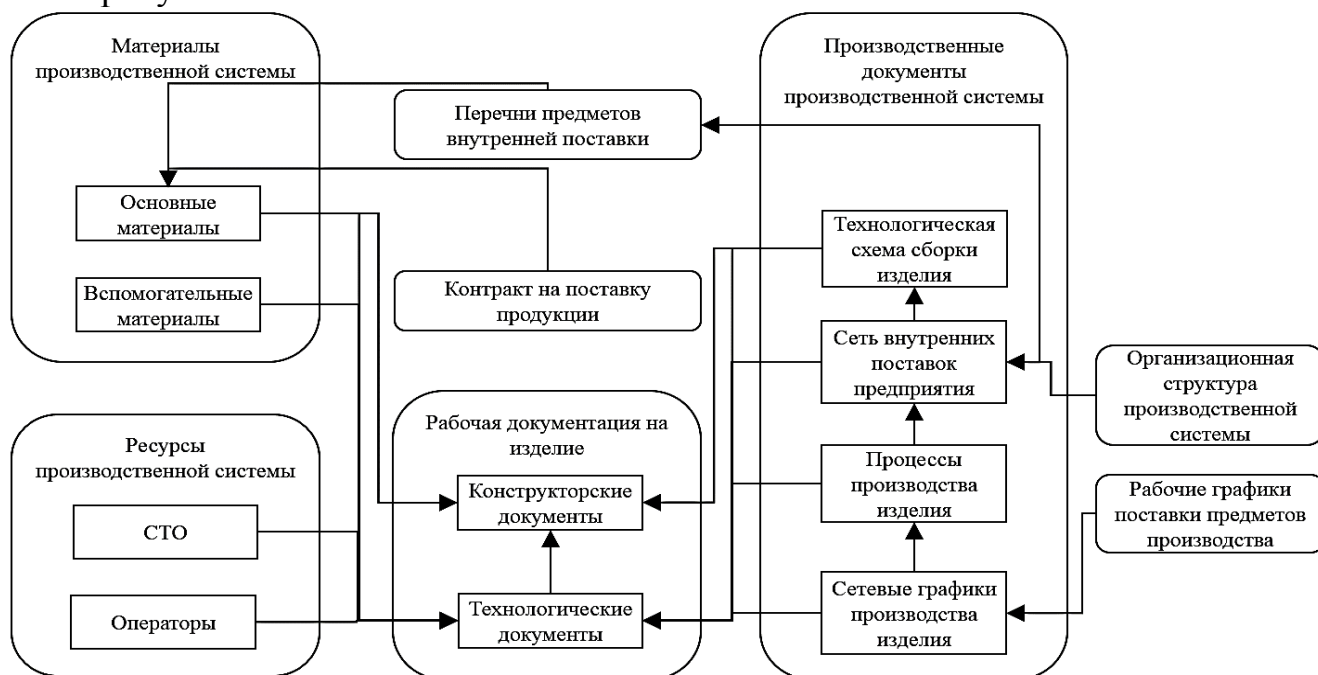 Материалы
производственной системы
Основные
материалы
Вспомогательные
материалы
Перечни предметов
внутренней поставки
Контракт на поставку
продукции
Производственные
документы
производственной системы
Технологическая
схема сборки
изделия
Сеть внутренних
поставок
предприятия
Процессы
производства
изделия
Сетевые графики
производства
изделия
Организационная
структура
производственной
системы
Рабочие графики
поставки предметов
производства
Ресурсы
производственной системы
СТО
Операторы
Рабочая документация на
изделие
Конструкторские
документы
Технологические
документы